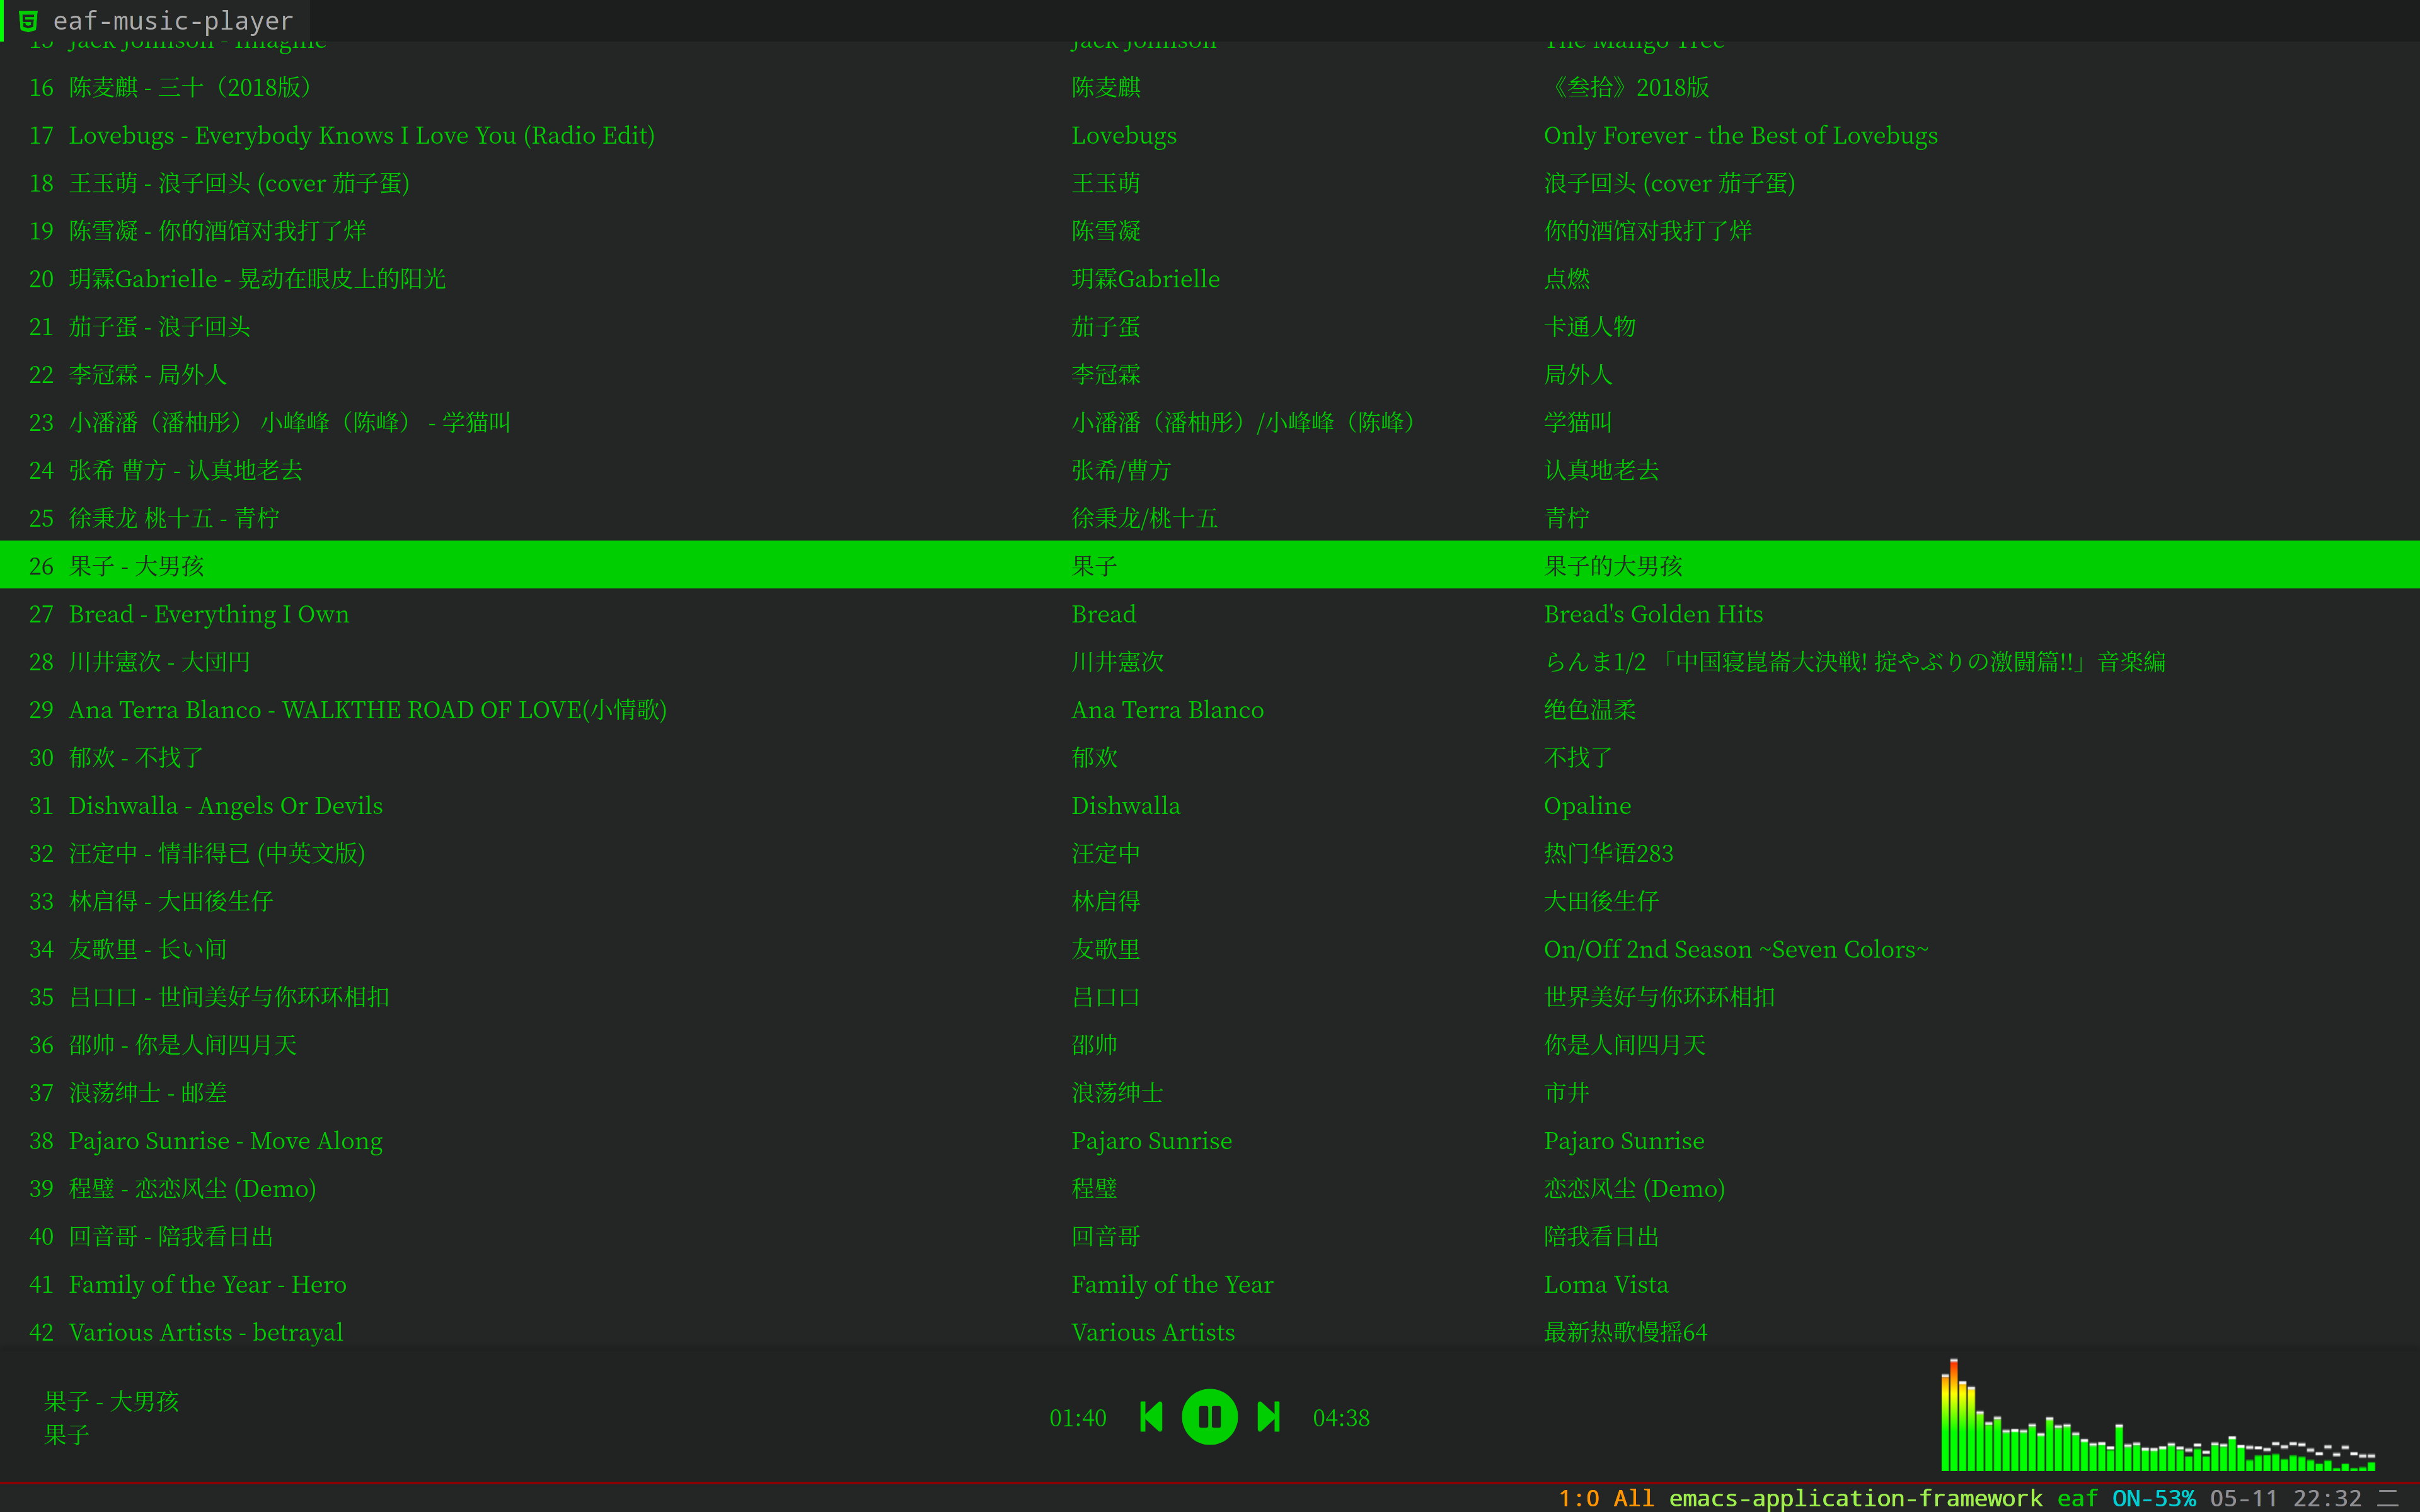 eaf-music-player
15 Jack Johnson - Imagine Jack Johnson The Mango Tree
16 陈麦麒 - 三十（2018版） 陈麦麒 《叁拾》2018版
17 Lovebugs - Everybody Knows I Love You (Radio Edit) Lovebugs Only Forever - the Best of Lovebugs
18 王玉萌 - 浪子回头 (cover 茄子蛋) 王玉萌 浪子回头 (cover 茄子蛋)
19 陈雪凝 - 你的酒馆对我打了烊 陈雪凝 你的酒馆对我打了烊
20 玥霖Gabrielle - 晃动在眼皮上的阳光 玥霖Gabrielle 点燃
21 茄子蛋 - 浪子回头 茄子蛋 卡通人物
22 李冠霖 - 局外人 李冠霖 局外人
23 小潘潘（潘柚彤） 小峰峰（陈峰） - 学猫叫 小潘潘（潘柚彤）/小峰峰（陈峰） 学猫叫
24 张希 曹方 - 认真地老去 张希/曹方 认真地老去
25 徐秉龙 桃十五 - 青柠 徐秉龙/桃十五 青柠
26 果子 - 大男孩 果子 果子的大男孩
27 Bread - Everything I Own Bread Bread's Golden Hits
28 川井憲次 - 大団円 川井憲次 らんま1/2 「中国寝崑崙大決戦! 掟やぶりの激闘篇!!」音楽編
29 Ana Terra Blanco - WALKTHE ROAD OF LOVE(小情歌) Ana Terra Blanco 绝色温柔
30 郁欢 - 不找了 郁欢 不找了
31 Dishwalla - Angels Or Devils Dishwalla Opaline
32 汪定中 - 情非得已 (中英文版) 汪定中 热门华语283
33 林启得 - 大田後生仔 林启得 大田後生仔
34 友歌里 - 长い间 友歌里 On/Off 2nd Season ~Seven Colors~
35 吕口口 - 世间美好与你环环相扣 吕口口 世界美好与你环环相扣
36 邵帅 - 你是人间四月天 邵帅 你是人间四月天
37 浪荡绅士 - 邮差 浪荡绅士 市井
38 Pajaro Sunrise - Move Along Pajaro Sunrise Pajaro Sunrise
39 程璧 - 恋恋风尘 (Demo) 程璧 恋恋风尘 (Demo)
40 回音哥 - 陪我看日出 回音哥 陪我看日出
41 Family of the Year - Hero Family of the Year Loma Vista
42 Various Artists - betrayal Various Artists 最新热歌慢摇64
果子 - 大男孩
果子
01:40 04:38
1:0 All emacs-application-framework eaf ON-53% 05-11 22:32 二